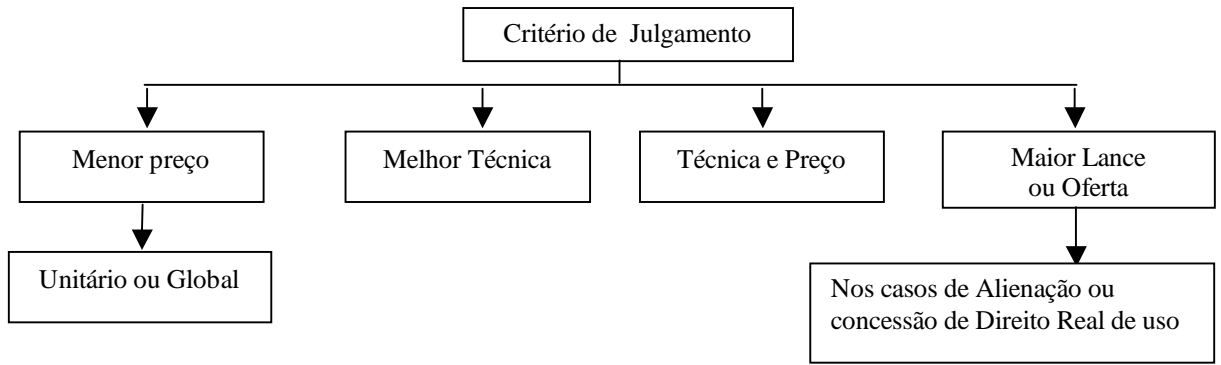 Critério de Julgamento
Menor preço
Melhor Técnica
Técnica e Preço
Maior Lance
ou Oferta
Unitário ou Global
Nos casos de Alienação ou
concessão de Direito Real de uso